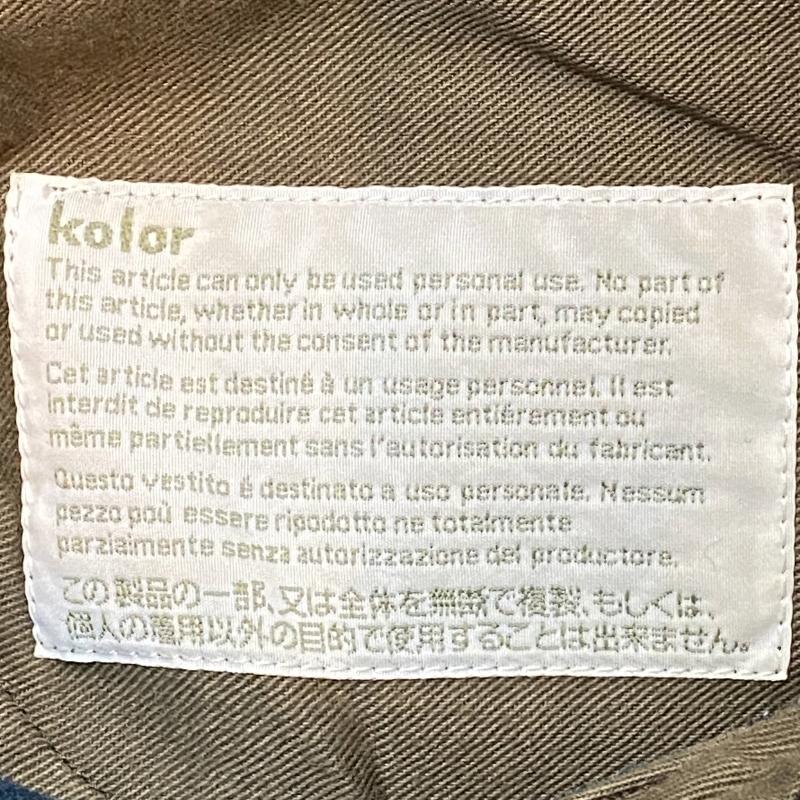 kolor
This article can only be used personal use. No part of
this article, whether in whole or in part, may copied
or used without the consent of the manufacturer.
Cet article est destiné à un usage personnel. Il est
interdit de reproduire cet article entiérement ou
même partiellement sans l'autorisation du fabricant.
Questo vestito é destinato a uso personale. Nessum
pezzo poú essere ripodotto ne totalmente
parzialmente senza autorizzazione del productore.
この製品の一部、又は全体を無断で複製、もしくは、
個人の着用以外の目的で使用することは出来ません。